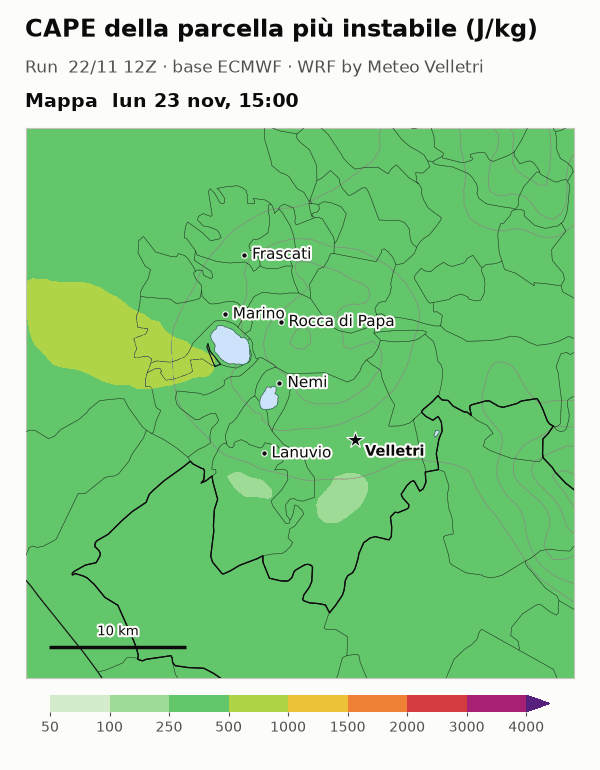 CAPE della parcella più instabile (J/kg)
Run  22/11 12Z · base ECMWF · WRF by Meteo Velletri
Mappa  lun 23 nov, 15:00
Frascati
Marino
Rocca di Papa
Nemi
Velletri
Lanuvio
10 km
50 100 250 500 1000 1500 2000 3000 4000